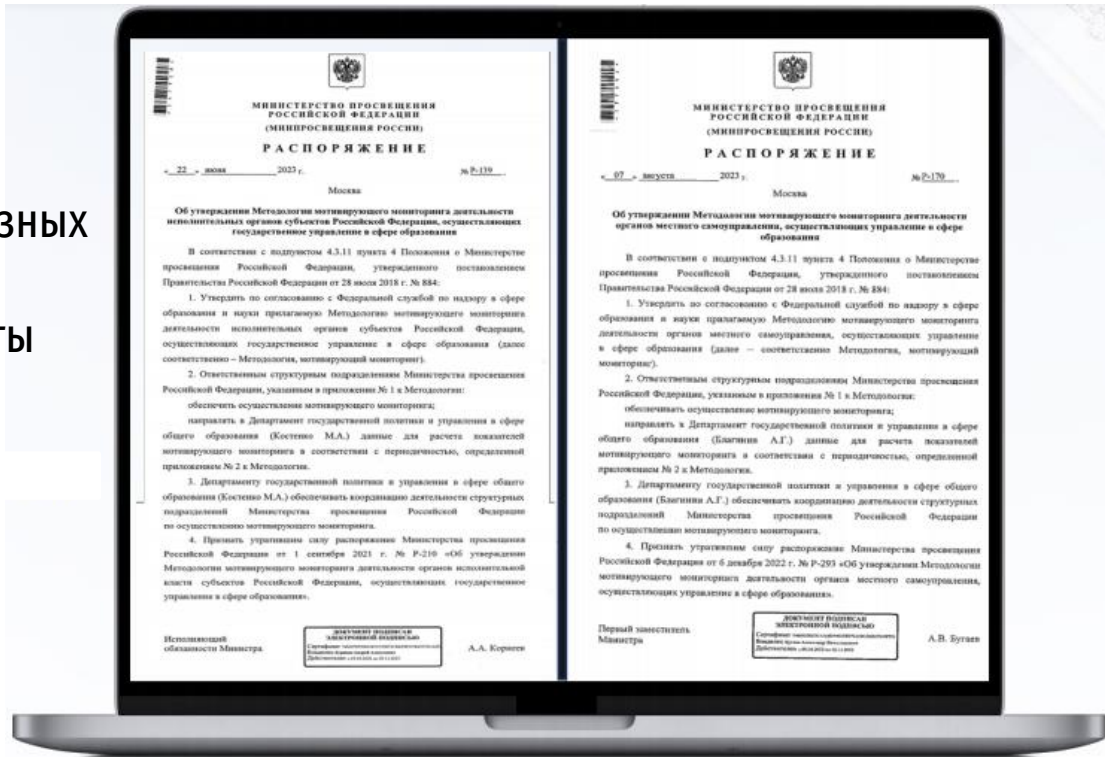 ЗНЫХ
ТЫ
МИНИСТЕРСТВО ПРОСВЕЩЕНИЯ
РОССИЙСКОЙ ФЕДЕРАЦИИ
(МИНПРОСВЕЩЕНИЯ РОССИИ)
РАСПОРЯЖЕНИЕ
« 22 » 2023 г. № Р-139
Москва
Об утверждении Методологии мотивирующего мониторинга деятельности
исполнительных органов субъектов Российской Федерации, осуществляющих
государственное управление в сфере образования
В соответствии с подпунктом 4.3.11 пункта 4 Положения о Министерстве
просвещения Российской Федерации, утвержденного постановлением
Правительства Российской Федерации от 28 июля 2018 г. № 884:
1. Утвердить по согласованию с Федеральной службой по надзору в сфере
образования и науки прилагаемую Методологию мотивирующего мониторинга
деятельности исполнительных органов субъектов Российской Федерации,
осуществляющих государственное управление в сфере образования (далее
соответственно – Методология, мотивирующий мониторинг).
2. Ответственным структурным подразделениям Министерства просвещения
Российской Федерации, указанным в приложении № 1 к Методологии:
обеспечить осуществление мотивирующего мониторинга;
направлять в Департамент государственной политики и управления в сфере
общего образования (Костенко М.А.) данные для расчета показателей
мотивирующего мониторинга в соответствии с периодичностью, определенной
приложением № 2 к Методологии.
3. Департаменту государственной политики и управления в сфере общего
образования (Костенко М.А.) обеспечивать координацию деятельности структурных
подразделений Министерства просвещения Российской Федерации
по осуществлению мотивирующего мониторинга.
4. Признать утратившим силу распоряжение Министерства просвещения
Российской Федерации от 1 сентября 2021 г. № Р-210 «Об утверждении
Методологии мотивирующего мониторинга деятельности органов исполнительной
власти субъектов Российской Федерации, осуществляющих государственное
управление в сфере образования».
Исполняющий
обязанности Министра
ДОКУМЕНТ ПОДПИСАН
ЭЛЕКТРОННОЙ ПОДПИСЬЮ
А.А. Корнеев
МИНИСТЕРСТВО ПРОСВЕЩЕНИЯ
РОССИЙСКОЙ ФЕДЕРАЦИИ
(МИНПРОСВЕЩЕНИЯ РОССИИ)
РАСПОРЯЖЕНИЕ
« 07 » августа 2023 г. № Р-170
Москва
Об утверждении Методологии мотивирующего мониторинга деятельности
органов местного самоуправления, осуществляющих управление в сфере
образования
В соответствии с подпунктом 4.3.11 пункта 4 Положения о Министерстве
просвещения Российской Федерации, утвержденного постановлением
Правительства Российской Федерации от 28 июля 2018 г. № 884:
1. Утвердить по согласованию с Федеральной службой по надзору в сфере
образования и науки прилагаемую Методологию мотивирующего мониторинга
деятельности органов местного самоуправления, осуществляющих управление
в сфере образования (далее – соответственно Методология, мотивирующий
мониторинг).
2. Ответственным структурным подразделениям Министерства просвещения
Российской Федерации, указанным в приложении № 1 к Методологии:
обеспечивать осуществление мотивирующего мониторинга;
направлять в Департамент государственной политики и управления в сфере
общего образования (Благинин А.Г.) данные для расчета показателей
мотивирующего мониторинга в соответствии с периодичностью, определенной
приложением № 2 к Методологии.
3. Департаменту государственной политики и управления в сфере общего
образования (Благинин А.Г.) обеспечивать координацию деятельности структурных
подразделений Министерства просвещения Российской Федерации
по осуществлению мотивирующего мониторинга.
4. Признать утратившим силу распоряжение Министерства просвещения
Российской Федерации от 6 декабря 2022 г. № Р-293 «Об утверждении Методологии
мотивирующего мониторинга деятельности органов местного самоуправления,
осуществляющих управление в сфере образования».
Первый заместитель
Министра
ДОКУМЕНТ ПОДПИСАН
ЭЛЕКТРОННОЙ ПОДПИСЬЮ
А.В. Бугаев